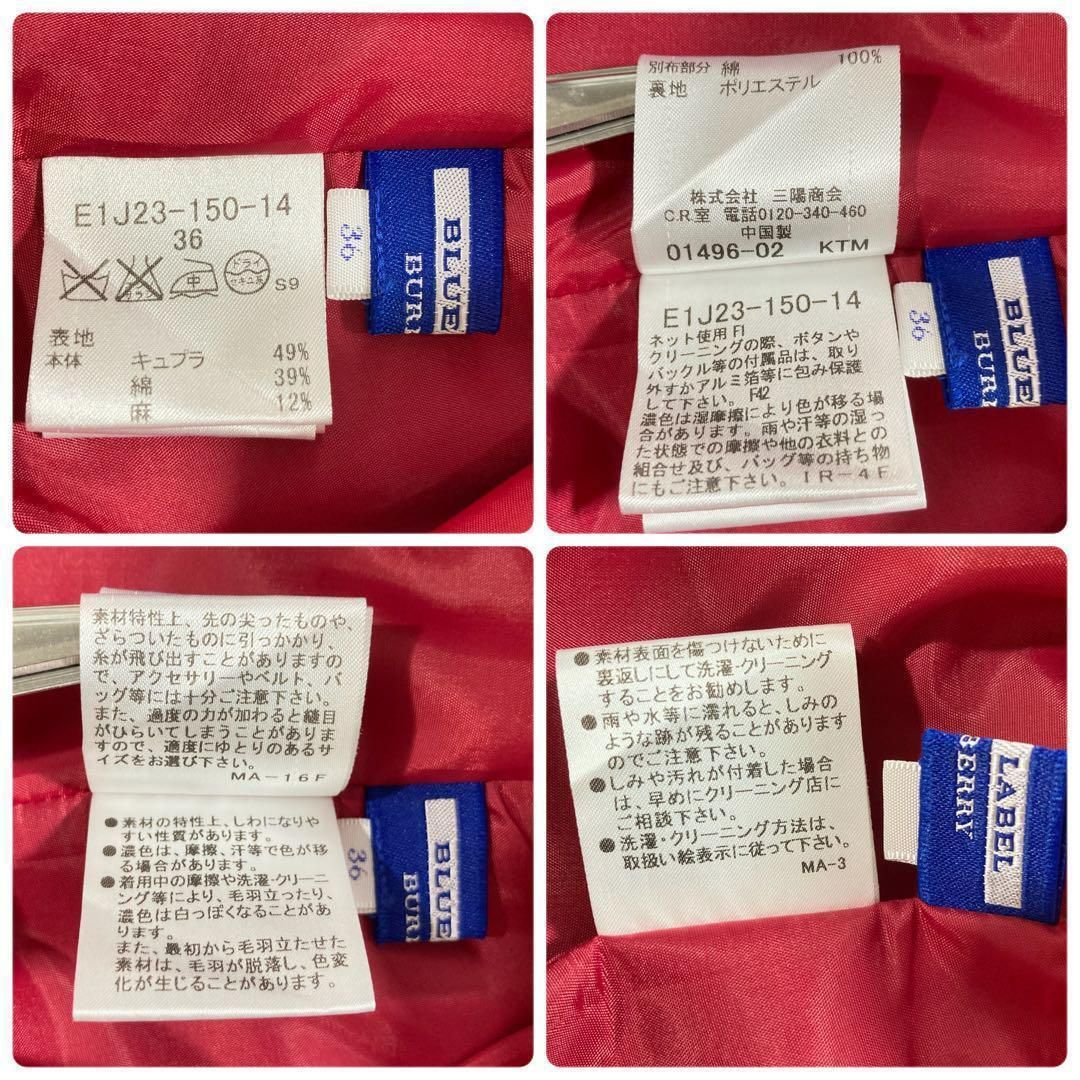 E1J23-150-14
36
中
ドライ
セキユ系
S9
表地
本体 キュプラ 49%
綿 39%
麻 12%
36
BLUE
BURB
別布部分 綿 100%
裏地 ポリエステル
株式会社 三陽商会
C.R.室 電話0120-340-460
中国製
01496-02 KTM
E1J23-150-14
ネット使用 F1
クリーニングの際、ボタンや
バックル等の付属品は、取り
外すかアルミ箔等に包み保護
して下さい。 F42
濃色は湿摩擦により色が移る場
合があります。雨や汗等の湿っ
た状態での摩擦や他の衣料との
組合せ及び、バッグ等の持ち物
にもご注意下さい。IR-4F
36
BLUE
BURB
素材特性上、先の尖ったものや、
ざらついたものに引っかかり、
糸が飛び出すことがありますの
で、アクセサリーやベルト、バ
ッグ等には十分ご注意下さい。
また、過度の力が加わると縫目
がひらいてしまうことがありま
すので、適度にゆとりのあるサ
イズをお選び下さい。
MA-16F
●素材の特性上、しわになりや
すい性質があります。
●濃色は、摩擦、汗等で色が移
る場合があります。
●着用中の摩擦や洗濯・クリーニ
ング等により、毛羽立ったり、
濃色は白っぽくなることがあ
ります。
また、最初から毛羽立たせた
素材は、毛羽が脱落し、色変
化が生じることがあります。
36
BLUE
BURB
●素材表面を傷つけないために
裏返しにして洗濯・クリーニング
することをお勧めします。
●雨や水等に濡れると、しみの
ような跡が残ることがあります
のでご注意下さい。
●しみや汚れが付着した場合
は、早めにクリーニング店に
ご相談下さい。
●洗濯・クリーニング方法は、
取扱い絵表示に従って下さい。
MA-3
LABEL
BERRY